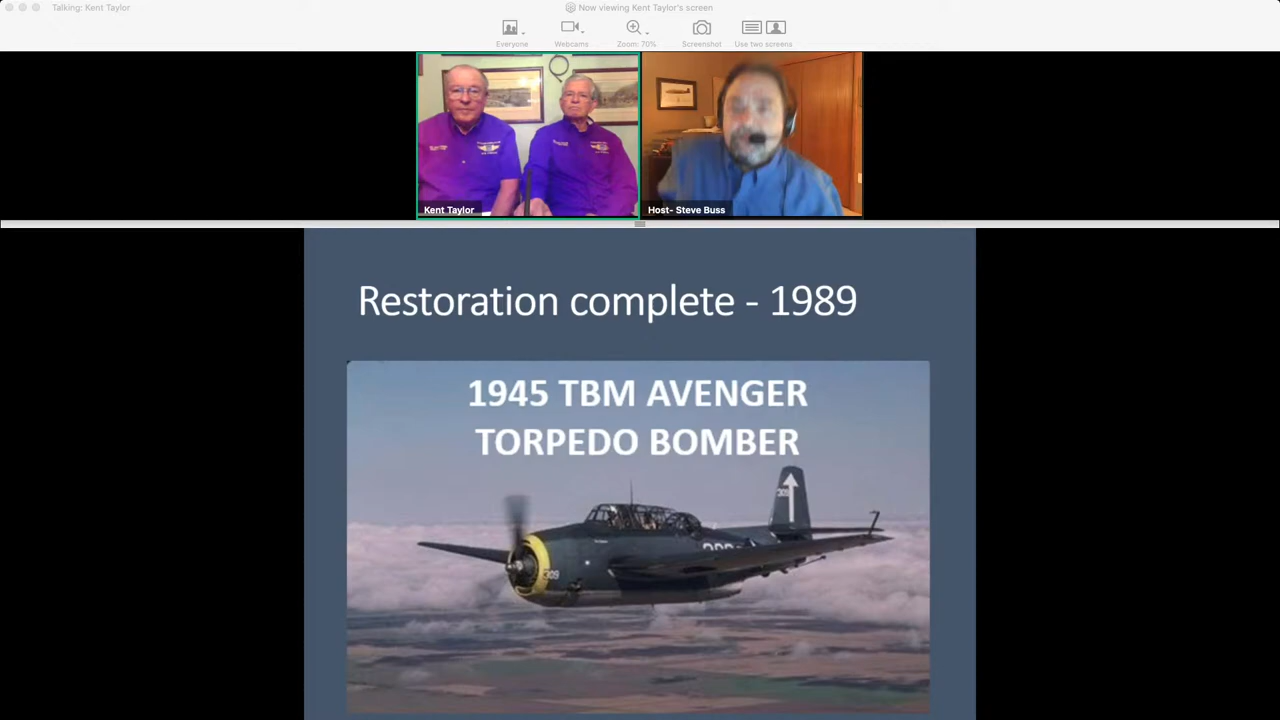 Talking: Kent Taylor
Now viewing Kent Taylor's screen
Everyone
Webcams
Zoom: 70%
Screenshot
Use two screens
Kent Taylor
Host- Steve Buss
Restoration complete - 1989
1945 TBM AVENGER
TORPEDO BOMBER
309
309